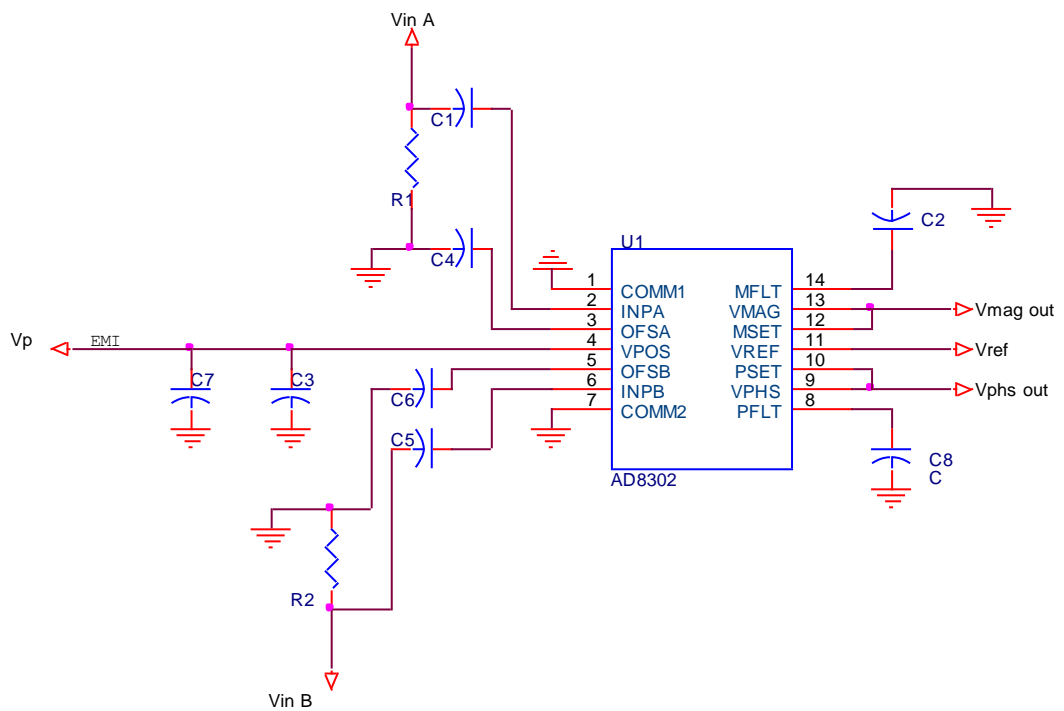 Vin A
C1
R1
C4
C2
U1
1
COMM1
MFLT
14
2
INPA
VMAG
13
Vmag out
3
OFSA
MSET
12
Vp
EMI
4
VPOS
VREF
11
Vref
5
OFSB
PSET
10
6
INPB
VPHS
9
Vphs out
7
COMM2
PFLT
8
C7
C3
C6
C5
C8
C
AD8302
R2
Vin B